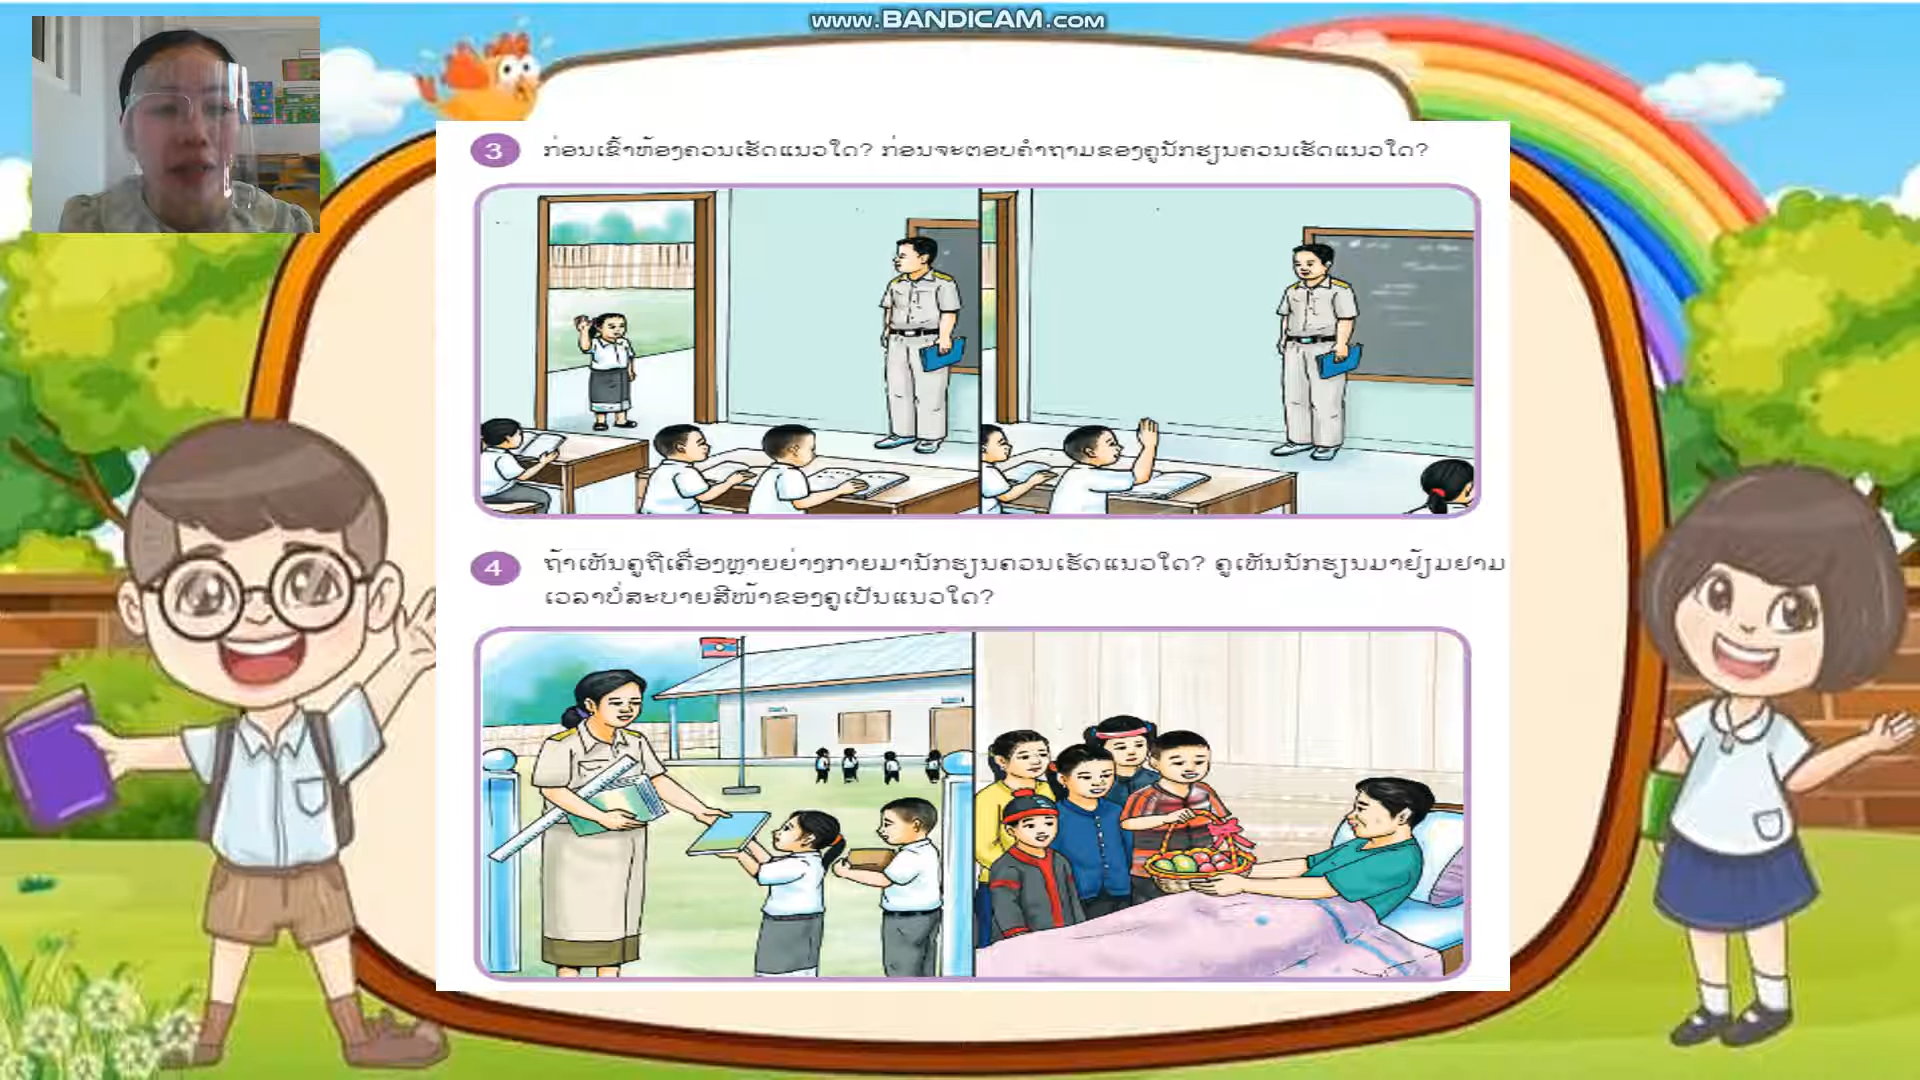 www.BANDICAM.com
3 ກ່ອນເຂົ້າຫ້ອງຄວນເຮັດແນວໃດ? ກ່ອນຈະຕອບຄຳຖາມຂອງຄູນັກຮຽນຄວນເຮັດແນວໃດ?
4 ຖ້າເຫັນຄູຖືເຄື່ອງຫຼາຍຢ່າງກາຍມານັກຮຽນຄວນເຮັດແນວໃດ? ຄູເຫັນນັກຮຽນມາຢ້ຽມຢາມ
ເວລາບໍ່ສະບາຍສີໜ້າຂອງຄູເປັນແນວໃດ?